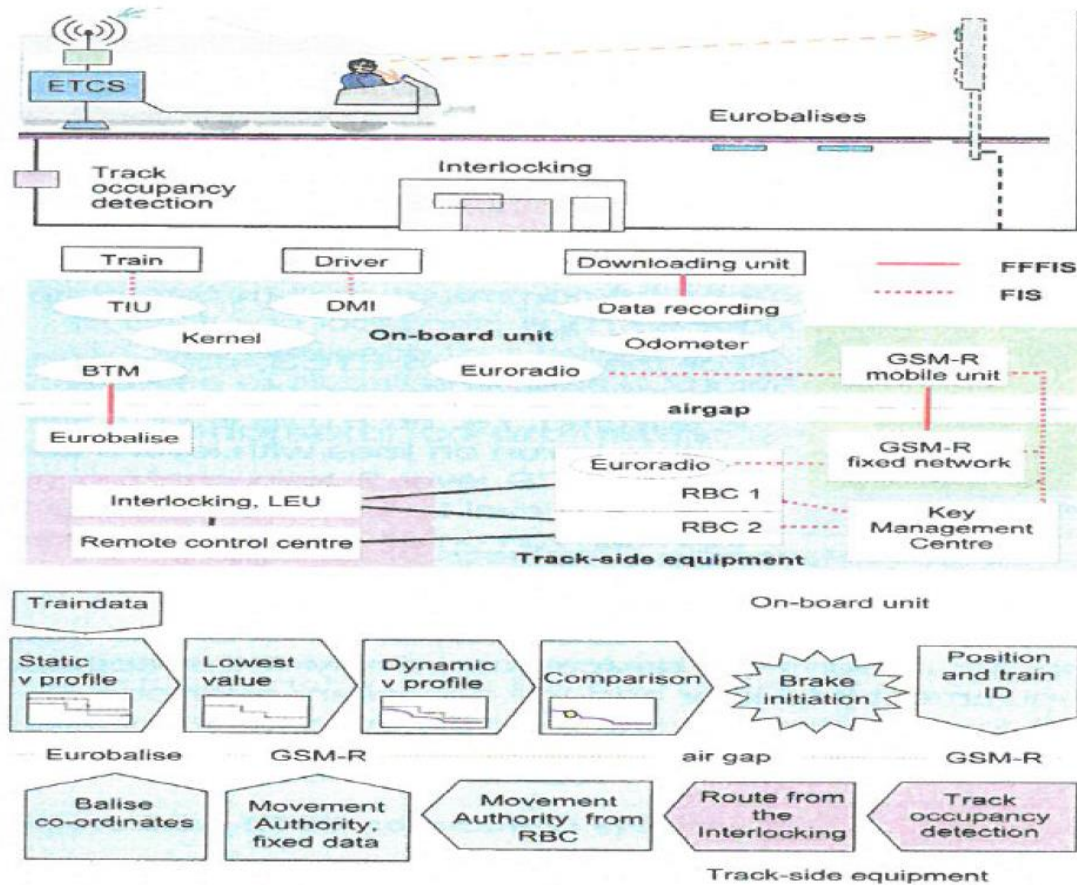 ETCS
Eurobalises
Track
occupancy
detection
Interlocking
Train
Driver
Downloading unit
FFFIS
FIS
TIU
DMI
Data recording
Kernel
On-board unit
Odometer
BTM
Euroradio
GSM-R
mobile unit
airgap
Eurobalise
Euroradio
GSM-R
fixed network
Interlocking, LEU
RBC 1
RBC 2
Key
Management
Centre
Remote control centre
Track-side equipment
Traindata
On-board unit
Static
v profile
Lowest
value
Dynamic
v profile
Comparison
Brake
initiation
Position
and train
ID
Eurobalise
GSM-R
air gap
GSM-R
Balise
co-ordinates
Movement
Authority,
fixed data
Movement
Authority from
RBC
Route from
the
Interlocking
Track
occupancy
detection
Track-side equipment